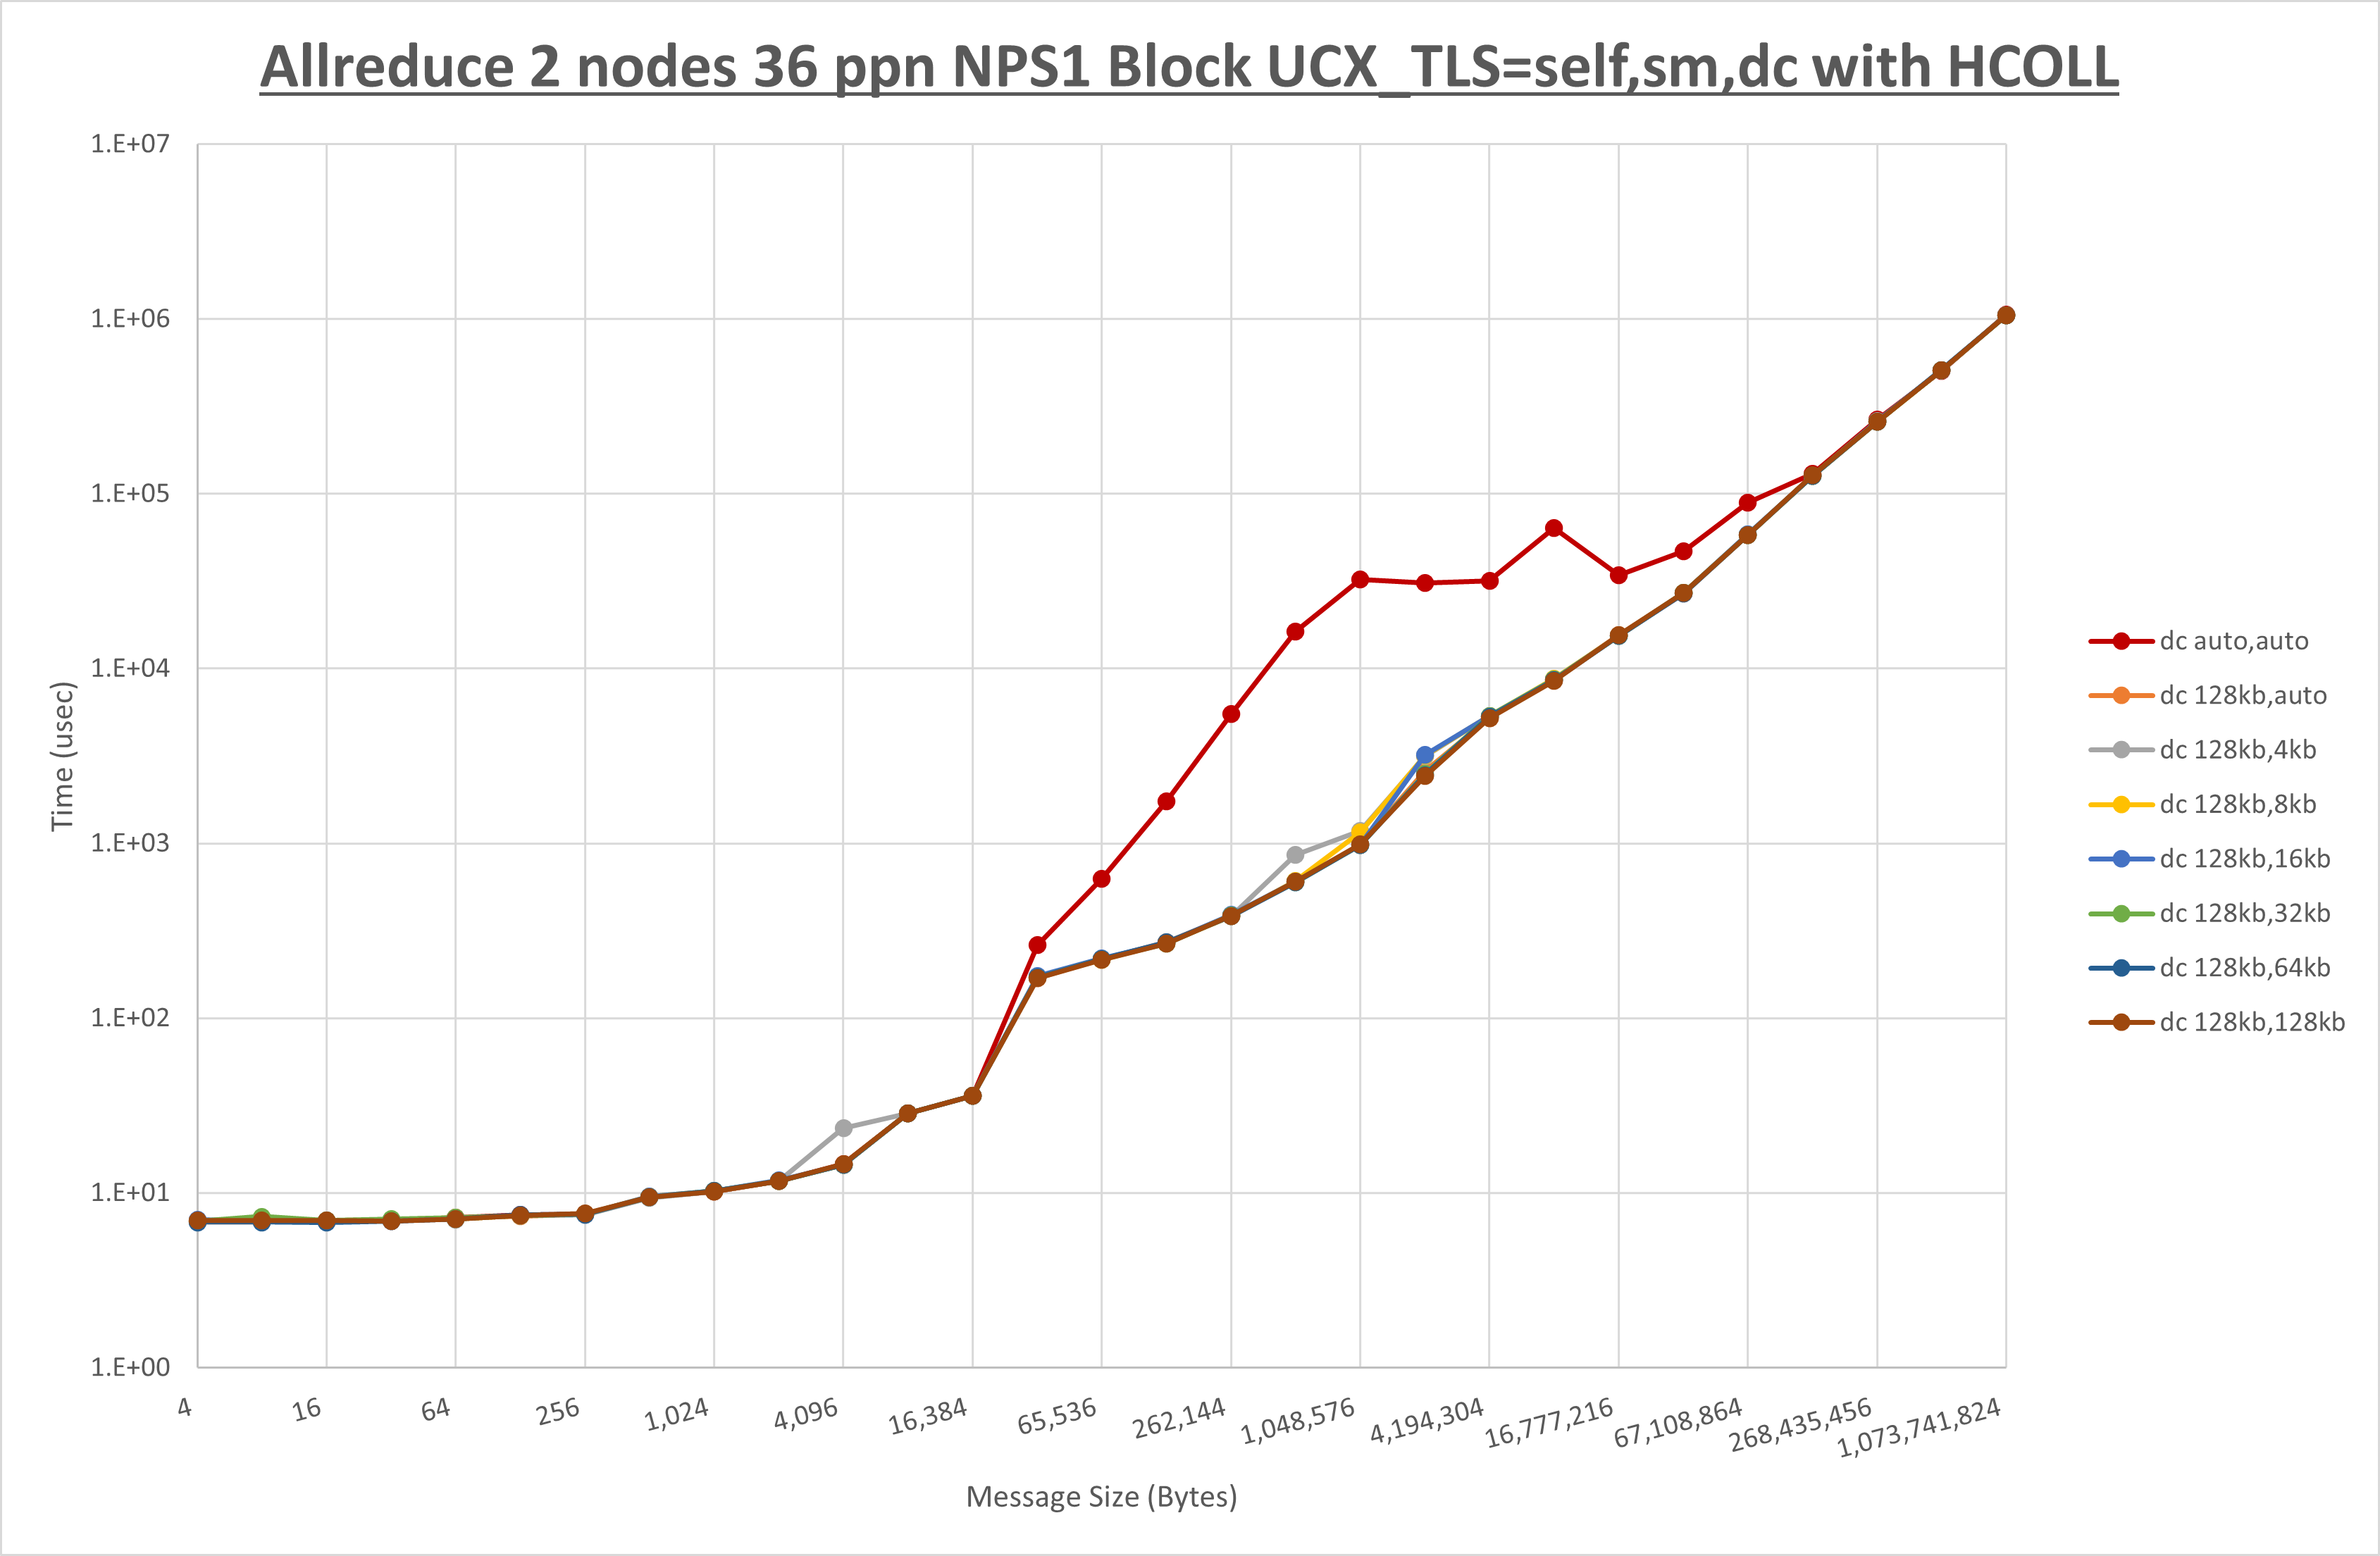 Allreduce 2 nodes 36 ppn NPS1 Block UCX_TLS=self,sm,dc with HCOLL
1.E+07
1.E+06
1.E+05
1.E+04
1.E+03
1.E+02
1.E+01
1.E+00
Time (usec)
4
16
64
256
1,024
4,096
16,384
65,536
262,144
1,048,576
4,194,304
16,777,216
67,108,864
268,435,456
1,073,741,824
Message Size (Bytes)
dc auto,auto
dc 128kb,auto
dc 128kb,4kb
dc 128kb,8kb
dc 128kb,16kb
dc 128kb,32kb
dc 128kb,64kb
dc 128kb,128kb